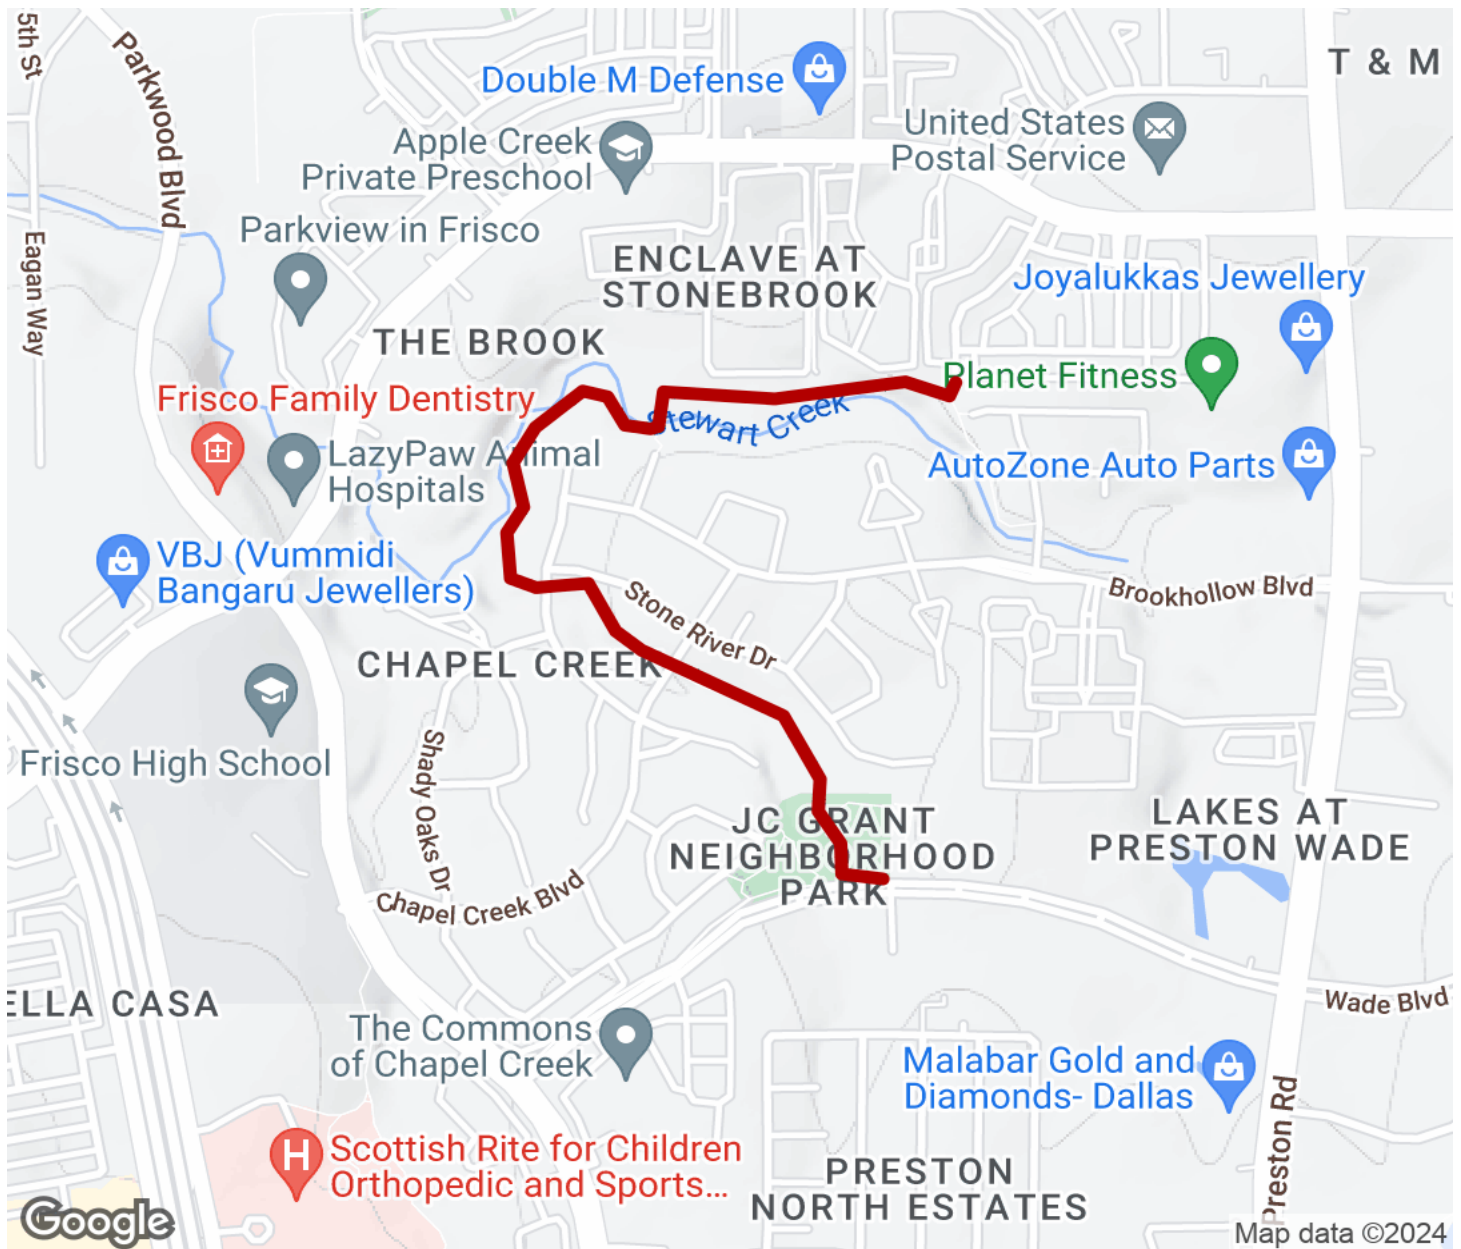 5th St
Parkwood Blvd
Double M Defense
T & M
United States
Postal Service
Apple Creek
Private Preschool
Eagan Way
Parkview in Frisco
ENCLAVE AT
STONEBROOK
Joyalukkas Jewellery
THE BROOK
Planet Fitness
Frisco Family Dentistry
Stewart Creek
LazyPaw Animal
Hospitals
AutoZone Auto Parts
VBJ (Vummidi
Bangaru Jewellers)
Brookhollow Blvd
Stone River Dr
CHAPEL CREEK
Frisco High School
Shady Oaks Dr
JC GRANT
NEIGHBORHOOD
PARK
LAKES AT
PRESTON WADE
Chapel Creek Blvd
ELLA CASA
Wade Blvd
The Commons
of Chapel Creek
Malabar Gold and
Diamonds- Dallas
Preston Rd
Scottish Rite for Children
Orthopedic and Sports...
PRESTON
NORTH ESTATES
Google
Map data ©2024